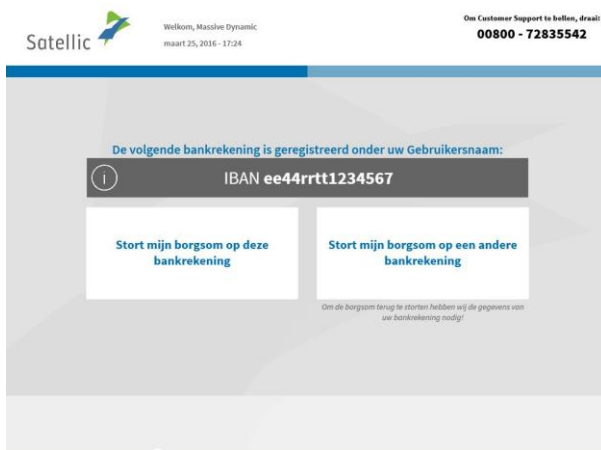 Satellic
Welkom, Massive Dynamic
maart 25, 2016 - 17:24
Om Customer Support te bellen, draai:
00800 - 72835542
De volgende bankrekening is geregistreerd onder uw Gebruikersnaam:
i
IBAN ee44rrtt1234567
Stort mijn borgsom op deze
bankrekening
Stort mijn borgsom op een andere
bankrekening
Om de borgsom terug te storten hebben wij de gegevens van
uw bankrekening nodig!